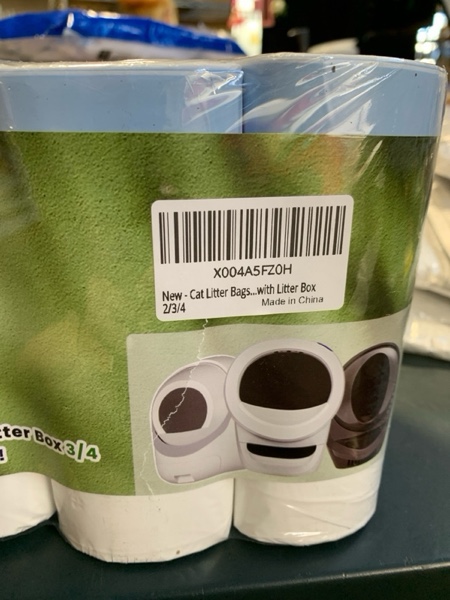 X004A5FZ0H
New - Cat Litter Bags...with Litter Box
2/3/4
Made in China
tter Box 3/4
!